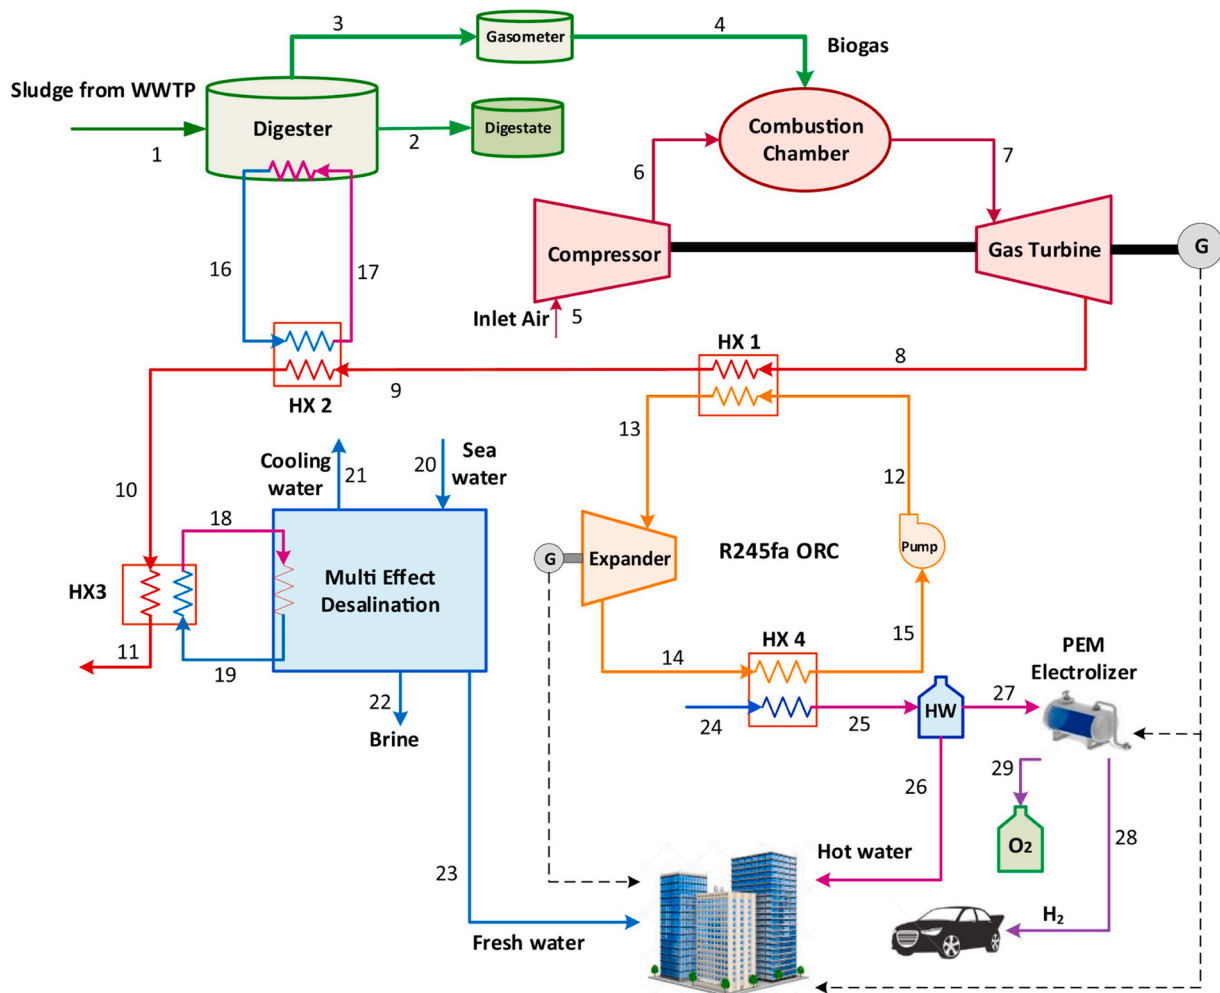 3
Gasometer
4
Biogas
Sludge from WWTP
1
Digester
2
Digestate
Combustion
Chamber
6
7
16
17
Compressor
Gas Turbine
G
Inlet Air
5
HX 2
9
HX 1
8
10
Cooling
water
21
20
Sea
water
13
12
18
HX3
11
19
Multi Effect
Desalination
G
Expander
R245fa ORC
Pump
14
HX 4
15
22
Brine
24
25
HW
27
PEM
Electrolizer
26
29
O2
28
23
Hot water
Fresh water
H2